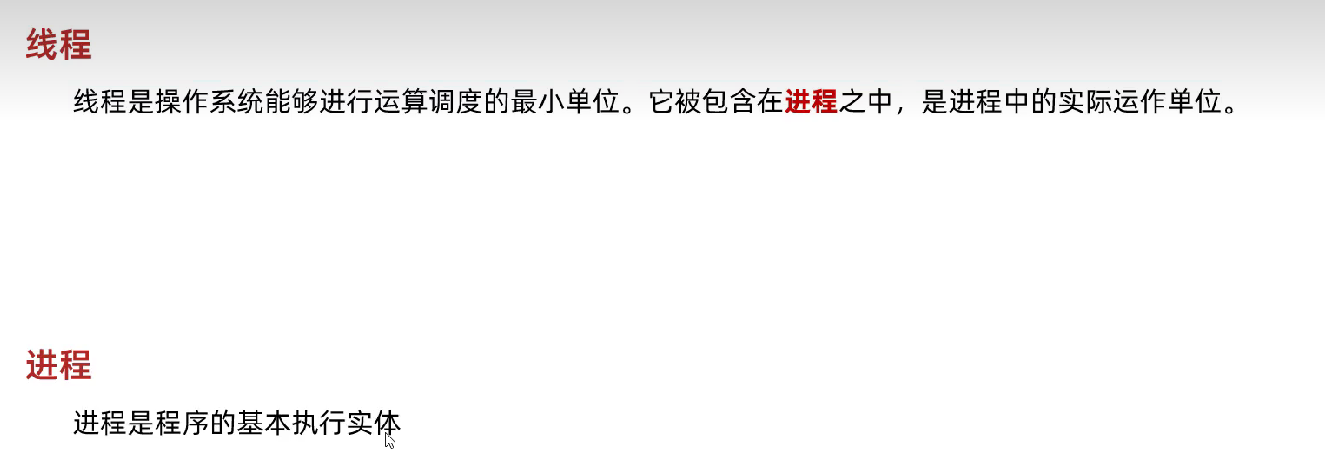 线程
线程是操作系统能够进行运算调度的最小单位。它被包含在进程之中，是进程中的实际运作单位。
进程
进程是程序的基本执行实体